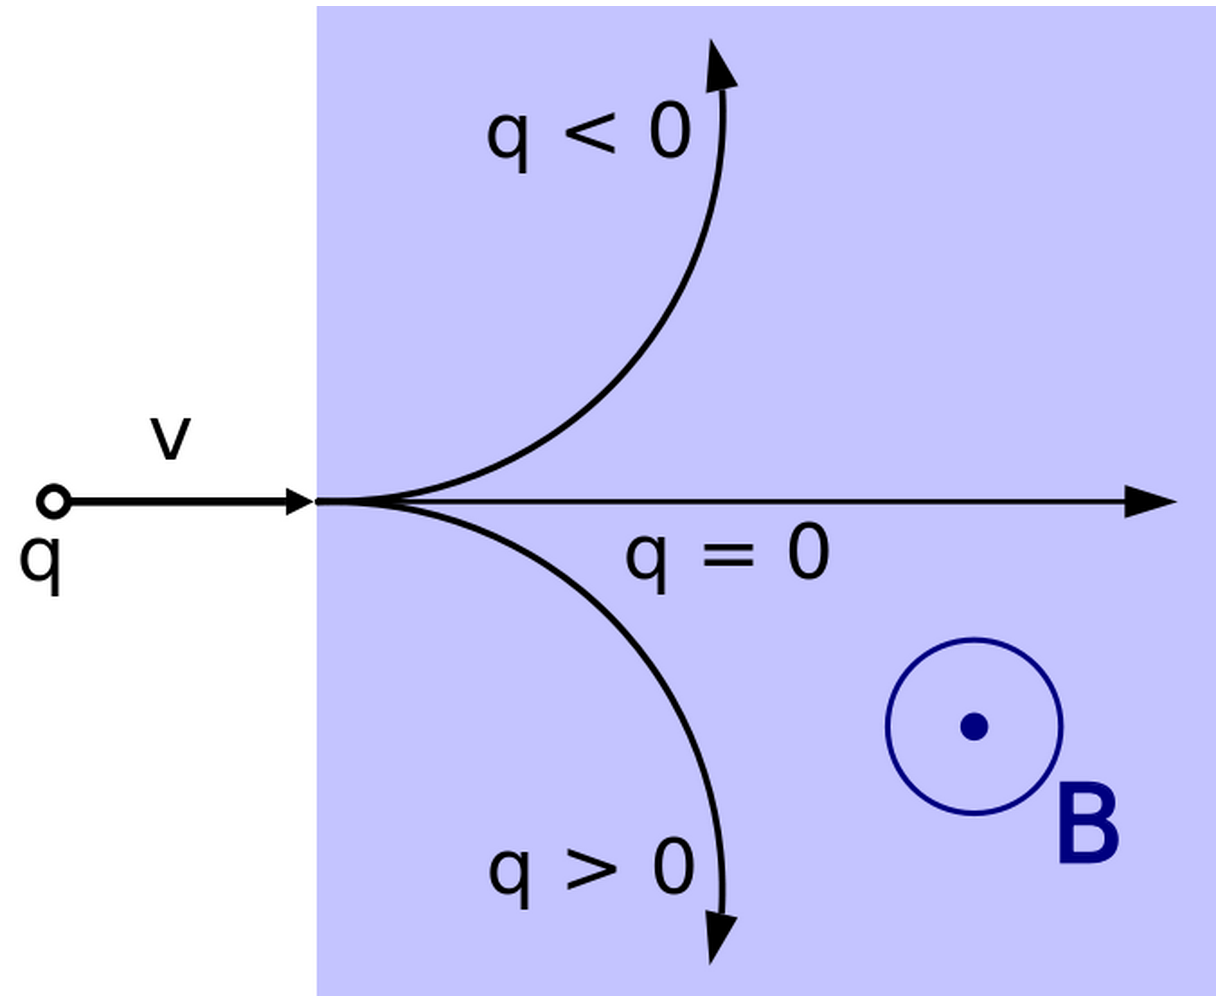 q < 0
v
q
q = 0
B
q > 0